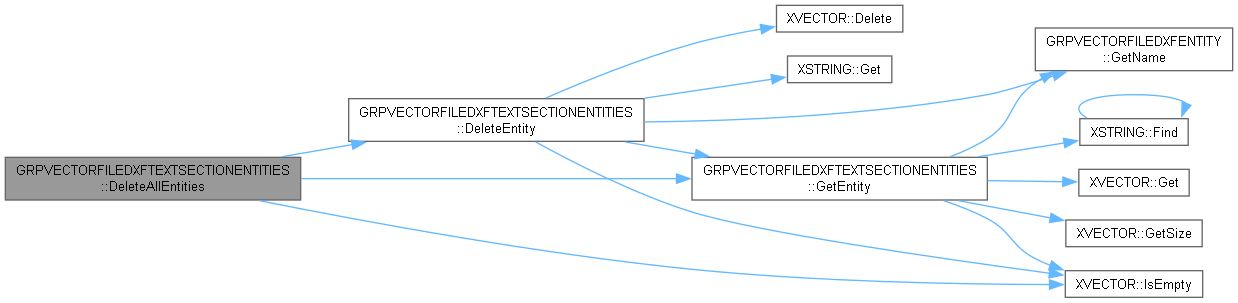 XVECTOR::Delete
GRPVECTORFILEDXFENTITY
::GetName
XSTRING::Get
GRPVECTORFILEDXFTEXTSECTIONENTITIES
::DeleteEntity
XSTRING::Find
GRPVECTORFILEDXFTEXTSECTIONENTITIES
::DeleteAllEntities
GRPVECTORFILEDXFTEXTSECTIONENTITIES
::GetEntity
XVECTOR::Get
XVECTOR::GetSize
XVECTOR::IsEmpty